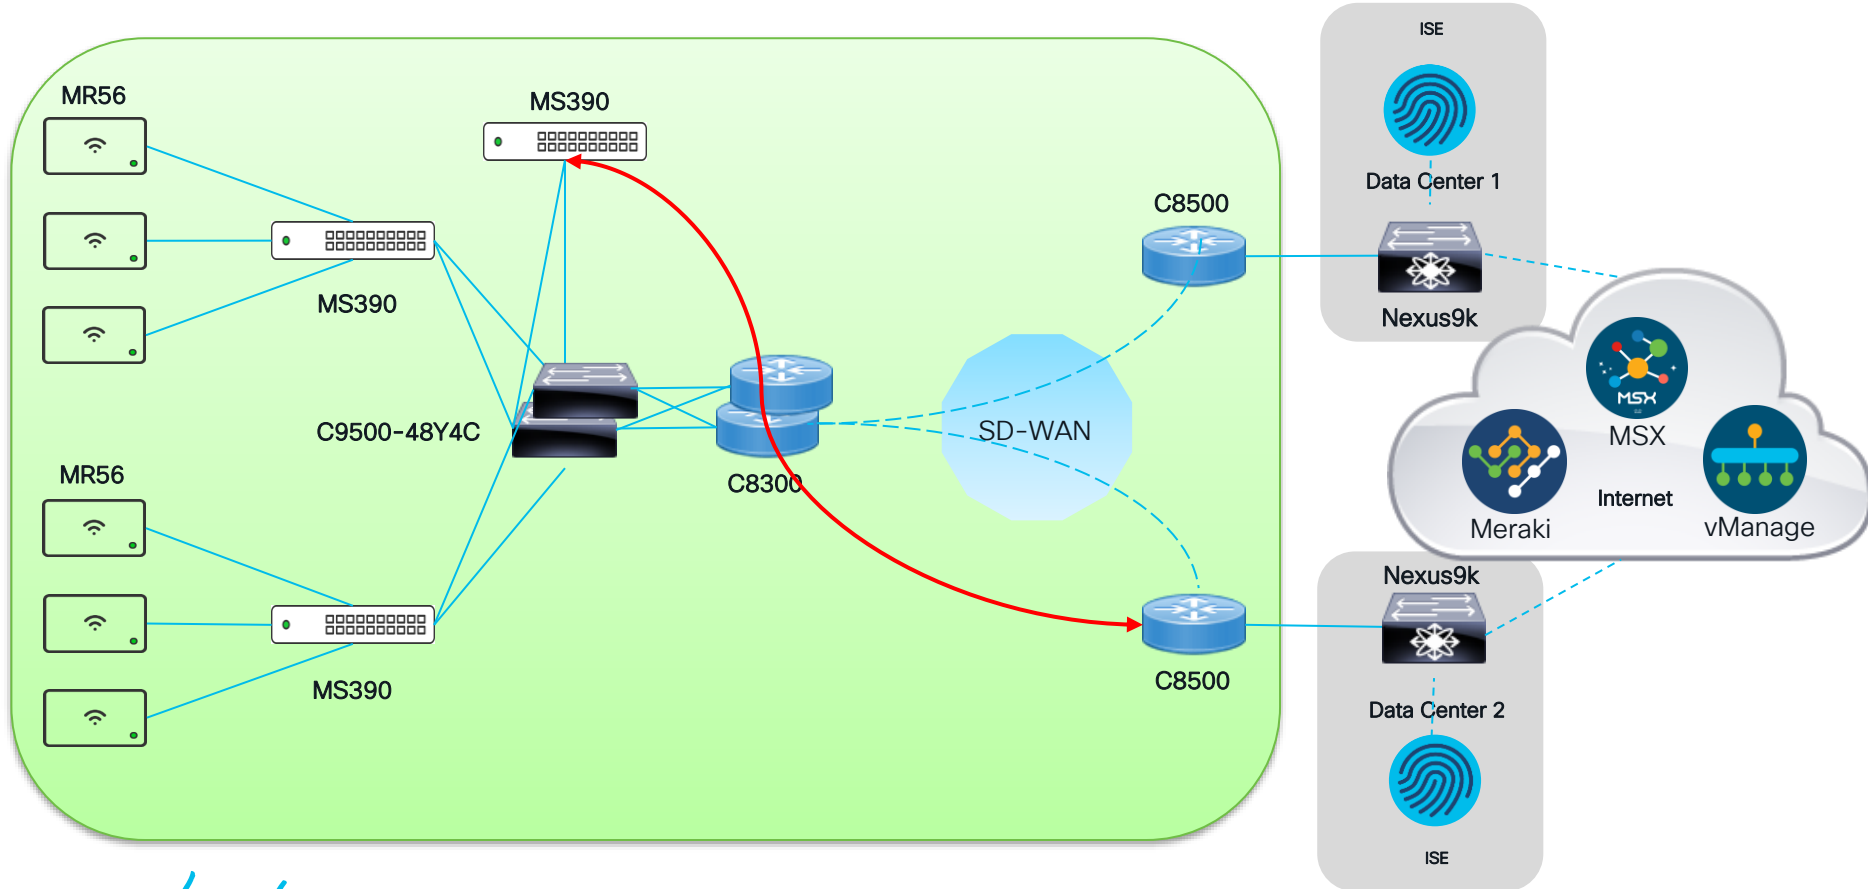 ISE
MR56
MS390
Data Center 1
C8500
MS390
Nexus9k
MSX
MSX
C9500-48Y4C
SD-WAN
MR56
C8300
Internet
Meraki
vManage
Nexus9k
MS390
C8500
Data Center 2
ISE